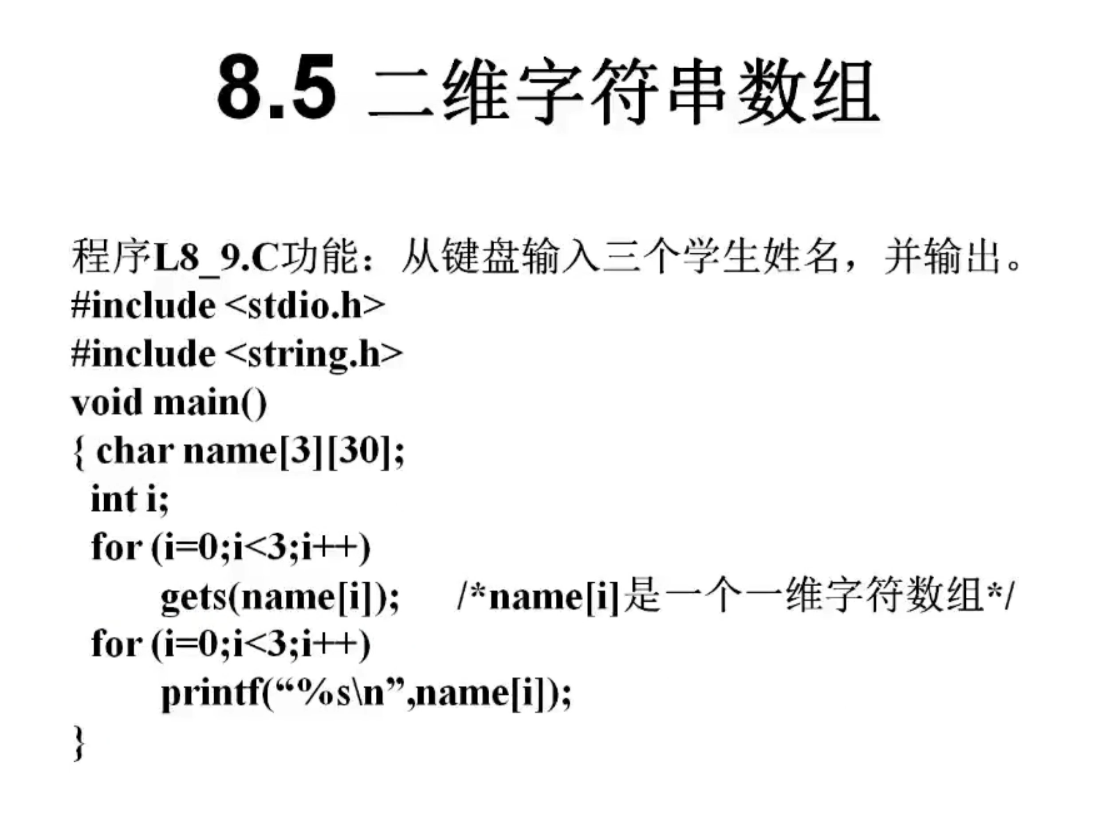 8.5 二维字符串数组
程序L8_9.C功能：从键盘输入三个学生姓名，并输出。
#include <stdio.h>
#include <string.h>
void main()
{ char name[3][30];
int i;
for (i=0;i<3;i++)
gets(name[i]); /*name[i]是一个一维字符数组*/
for (i=0;i<3;i++)
printf(“%s\n”,name[i]);
}